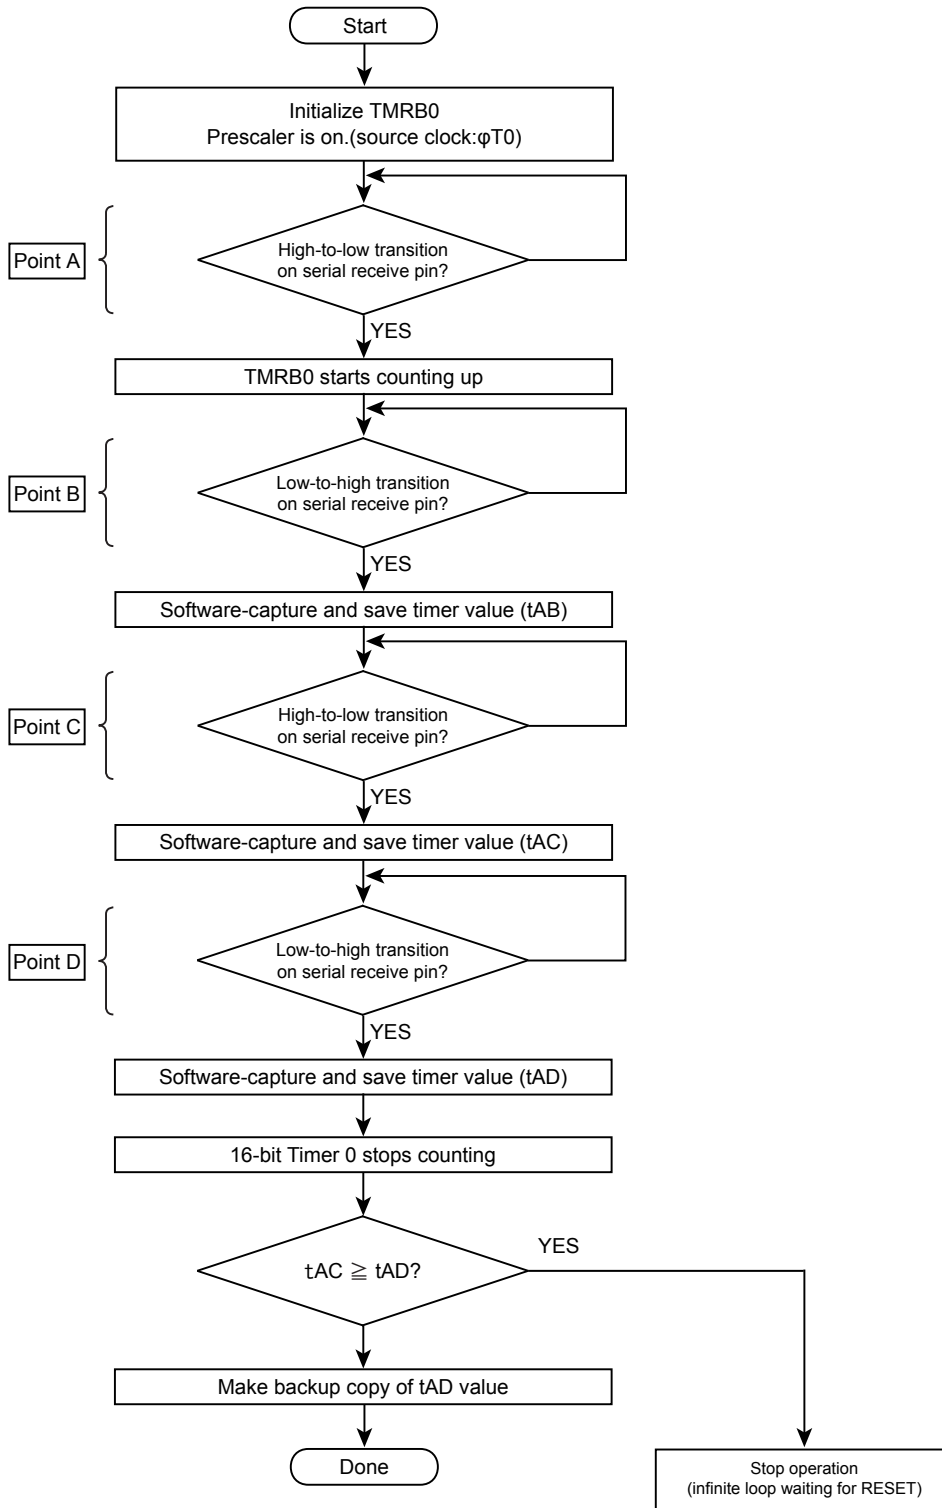 Start
Initialize TMRB0
Prescaler is on.(source clock:φT0)
Point A
High-to-low transition
on serial receive pin?
YES
TMRB0 starts counting up
Point B
Low-to-high transition
on serial receive pin?
YES
Software-capture and save timer value (tAB)
Point C
High-to-low transition
on serial receive pin?
YES
Software-capture and save timer value (tAC)
Point D
Low-to-high transition
on serial receive pin?
YES
Software-capture and save timer value (tAD)
16-bit Timer 0 stops counting
tAC ≧ tAD?
YES
Make backup copy of tAD value
Done
Stop operation
(infinite loop waiting for RESET)